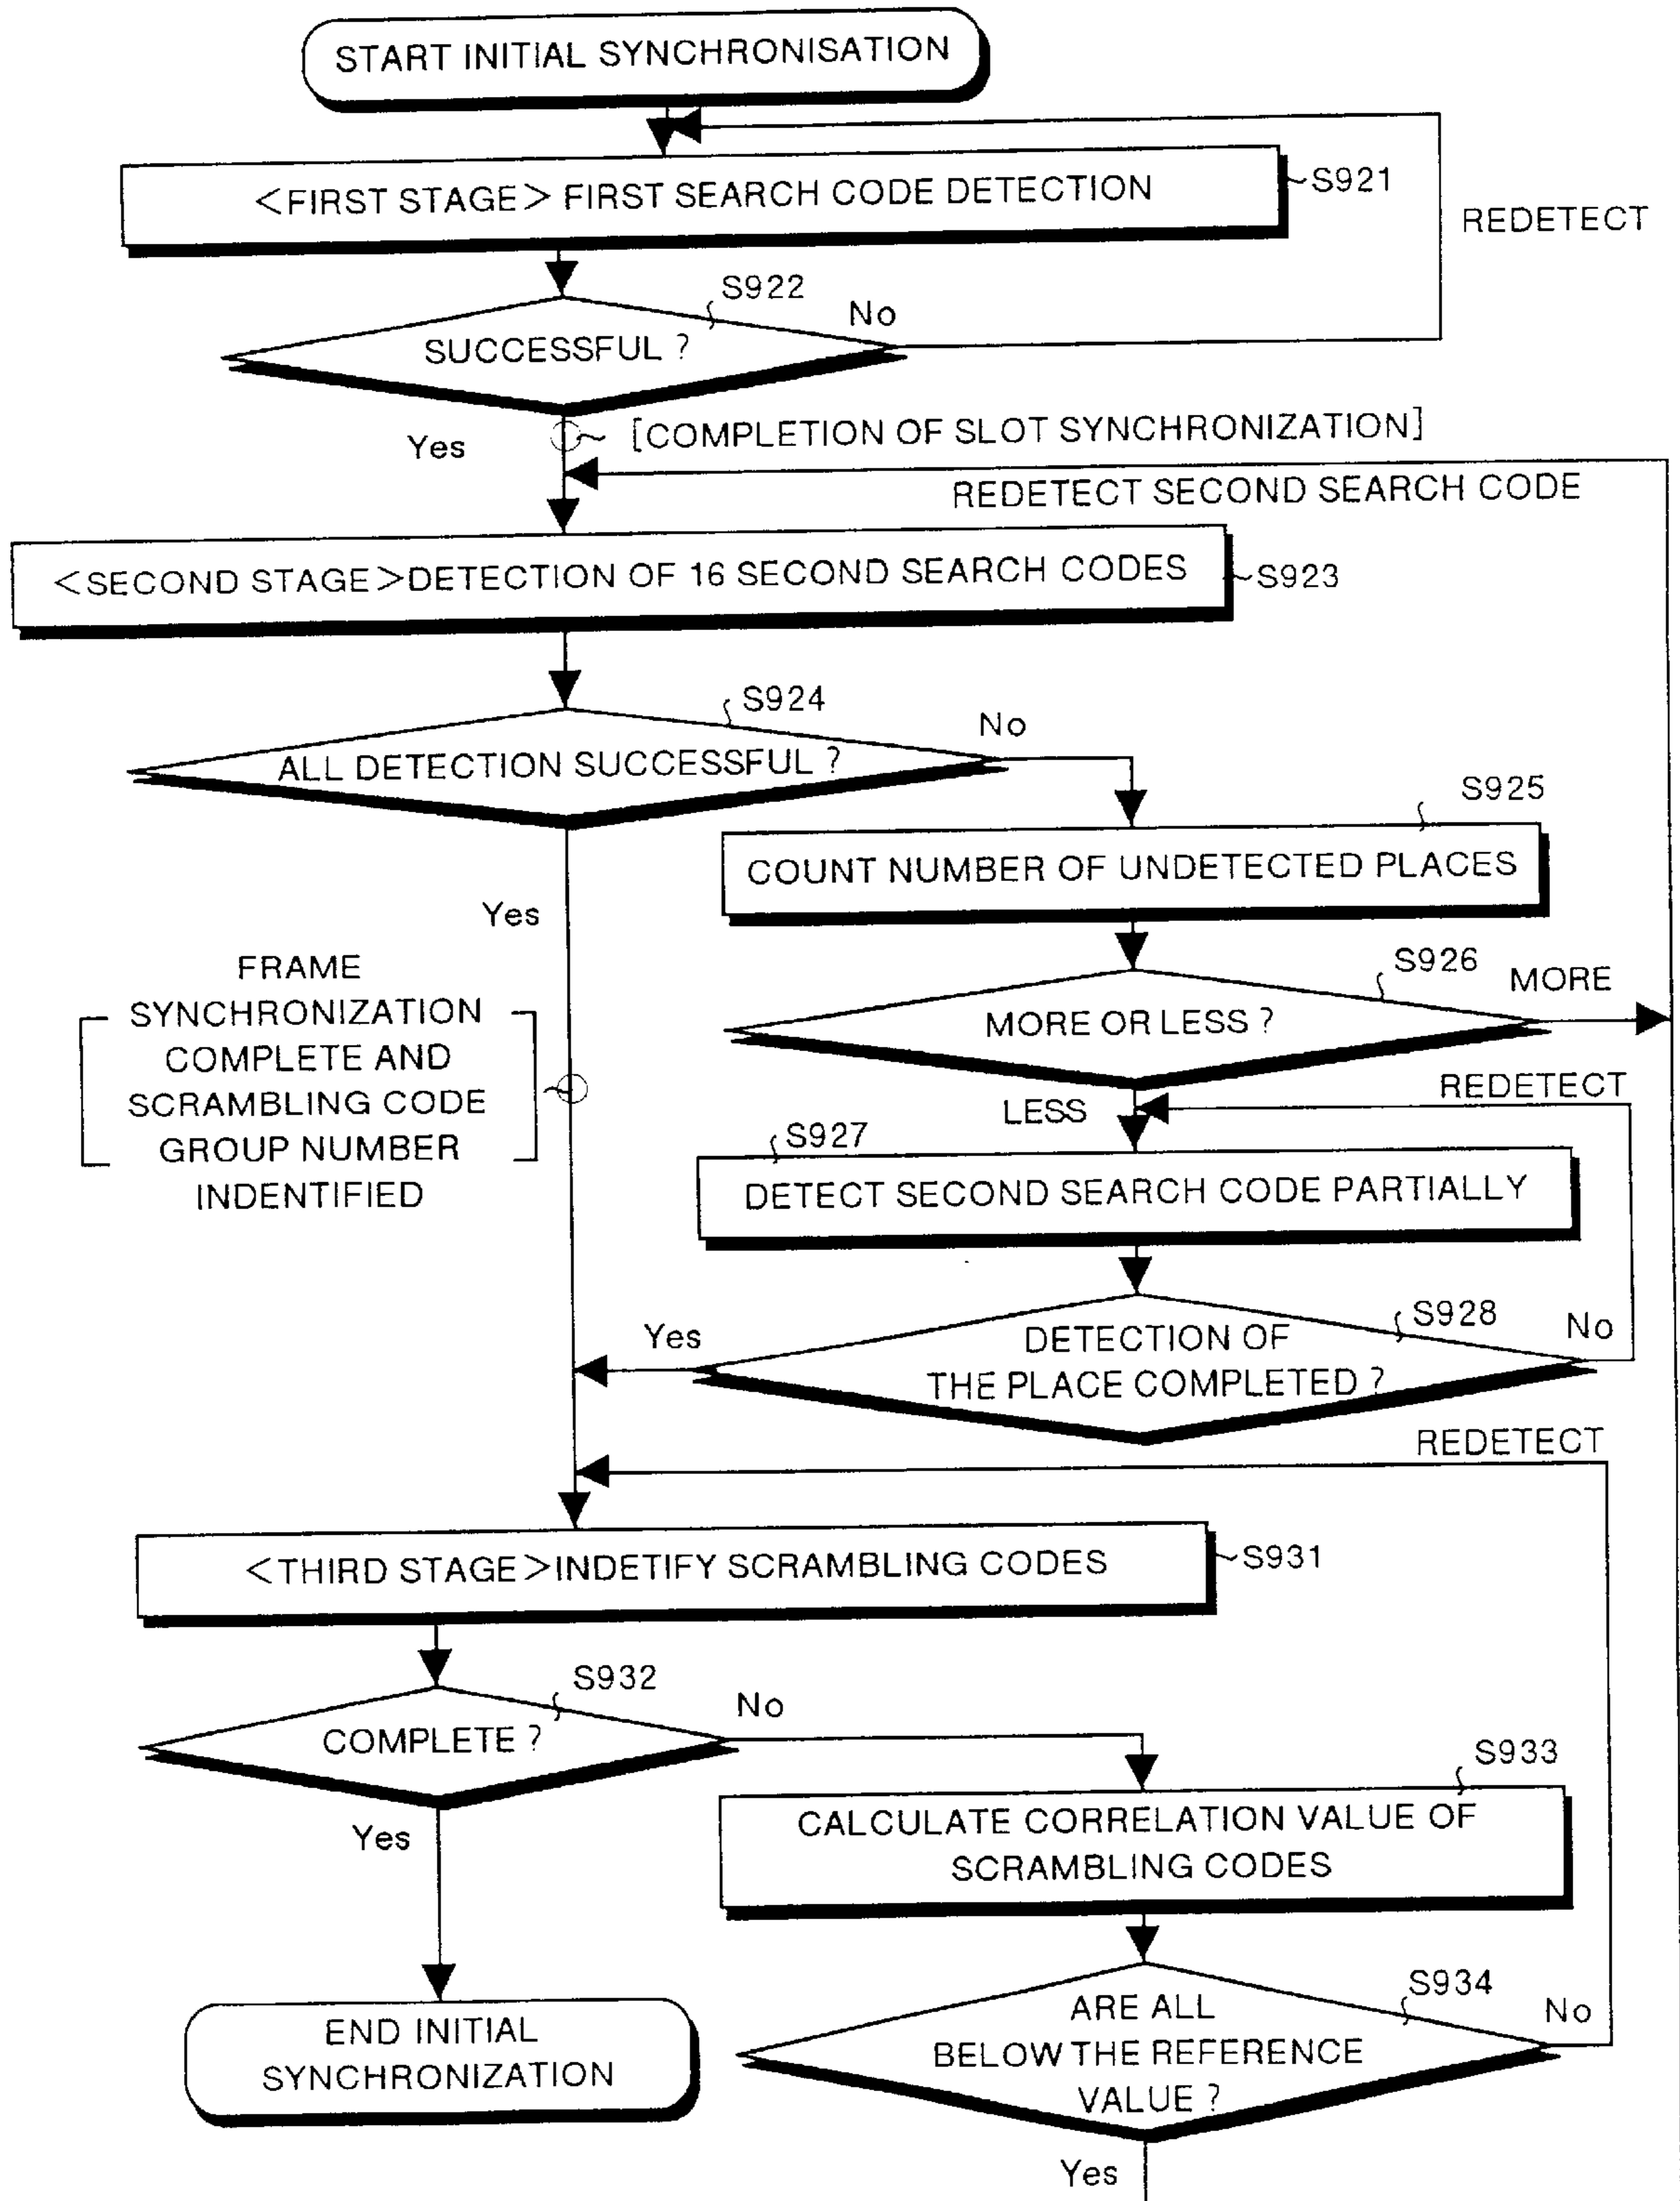 START INITIAL SYNCHRONISATION
<FIRST STAGE> FIRST SEARCH CODE DETECTION
S921
REDETECT
S922
No
SUCCESSFUL ?
Yes
[COMPLETION OF SLOT SYNCHRONIZATION]
REDETECT SECOND SEARCH CODE
<SECOND STAGE>DETECTION OF 16 SECOND SEARCH CODES
S923
S924
No
ALL DETECTION SUCCESSFUL ?
S925
COUNT NUMBER OF UNDETECTED PLACES
Yes
S926
MORE
MORE OR LESS ?
FRAME
SYNCHRONIZATION
COMPLETE AND
SCRAMBLING CODE
GROUP NUMBER
INDENTIFIED
REDETECT
LESS
S927
DETECT SECOND SEARCH CODE PARTIALLY
S928
No
Yes
DETECTION OF
THE PLACE COMPLETED ?
REDETECT
<THIRD STAGE>INDETIFY SCRAMBLING CODES
S931
S932
No
COMPLETE ?
S933
Yes
CALCULATE CORRELATION VALUE OF
SCRAMBLING CODES
S934
No
ARE ALL
BELOW THE REFERENCE
VALUE ?
END INITIAL
SYNCHRONIZATION
Yes